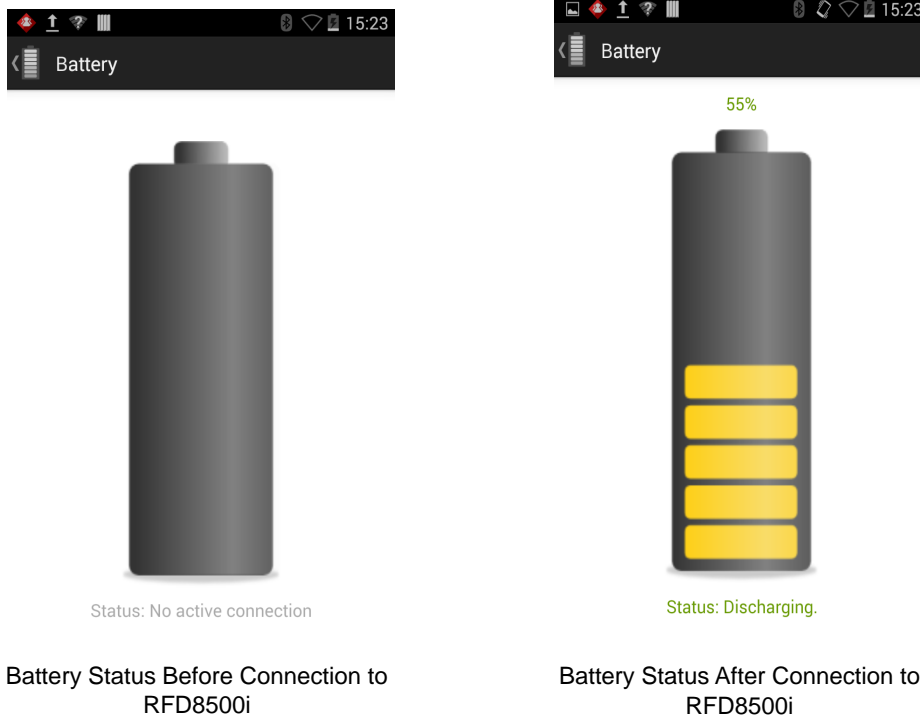 15:23
Battery
Status: No active connection
Battery Status Before Connection to
RFD8500i
15:23
Battery
55%
Status: Discharging.
Battery Status After Connection to
RFD8500i